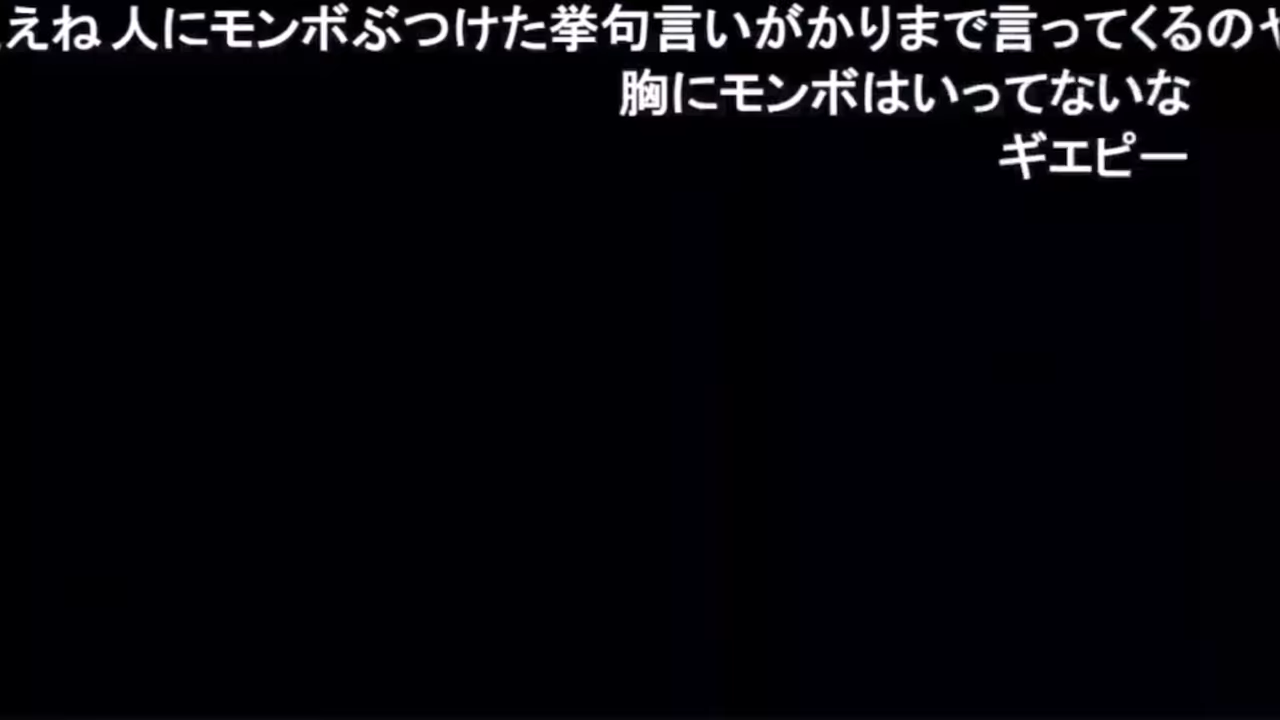 えね 人にモンボぶつけた挙句言いがかりまで言ってくるの
胸にモンボはいってないな
ギエピー